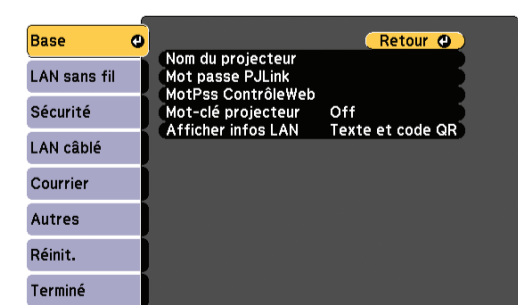 Base
LAN sans fil
Sécurité
LAN câblé
Courrier
Autres
Réinit.
Terminé
Retour
Nom du projecteur
Mot passe PJLink
MotPss ContrôleWeb
Mot-clé projecteur Off
Afficher infos LAN Texte et code QR